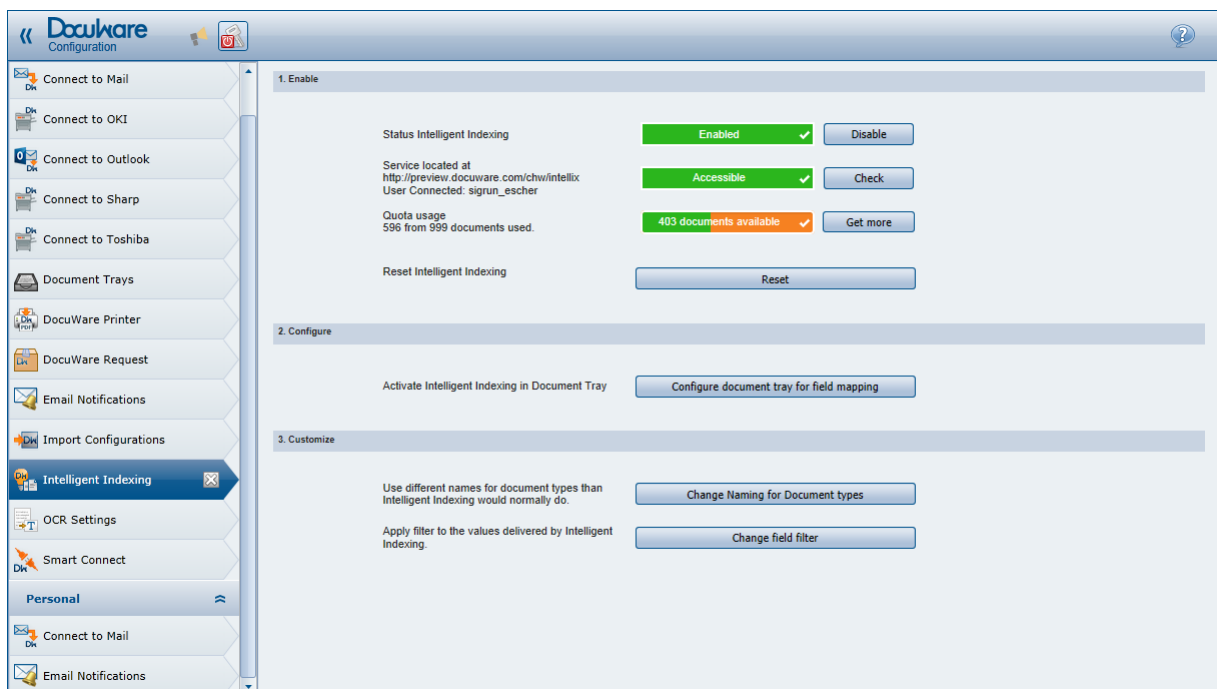 DocuWare
Configuration
Connect to Mail
Connect to OKI
Connect to Outlook
Connect to Sharp
Connect to Toshiba
Document Trays
DocuWare Printer
DocuWare Request
Email Notifications
Import Configurations
Intelligent Indexing
OCR Settings
Smart Connect
Personal
Connect to Mail
Email Notifications
1. Enable
Status Intelligent Indexing
Enabled
Disable
Service located at
http://preview.docuware.com/chw/intellix
User Connected: sigrun_escher
Accessible
Check
Quota usage
596 from 999 documents used.
403 documents available
Get more
Reset Intelligent Indexing
Reset
2. Configure
Activate Intelligent Indexing in Document Tray
Configure document tray for field mapping
3. Customize
Use different names for document types than
Intelligent Indexing would normally do.
Change Naming for Document types
Apply filter to the values delivered by Intelligent
Indexing.
Change field filter